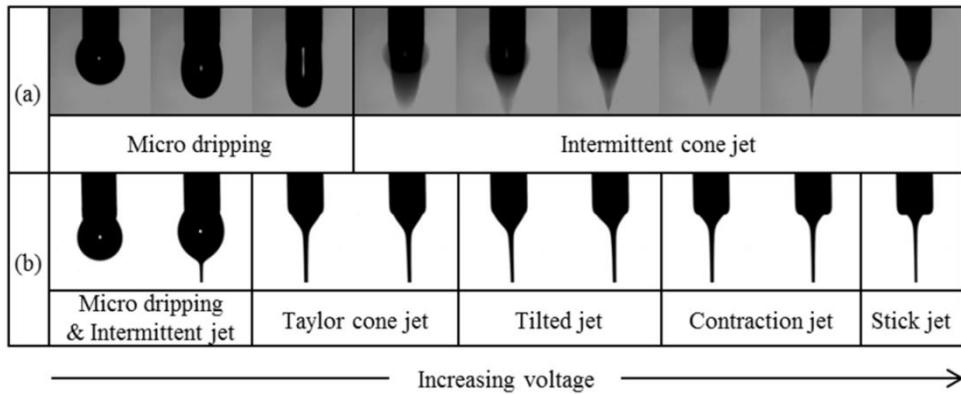 (a)
Micro dripping
Intermittent cone jet
(b)
Micro dripping
& Intermittent jet
Taylor cone jet
Tilted jet
Contraction jet
Stick jet
Increasing voltage